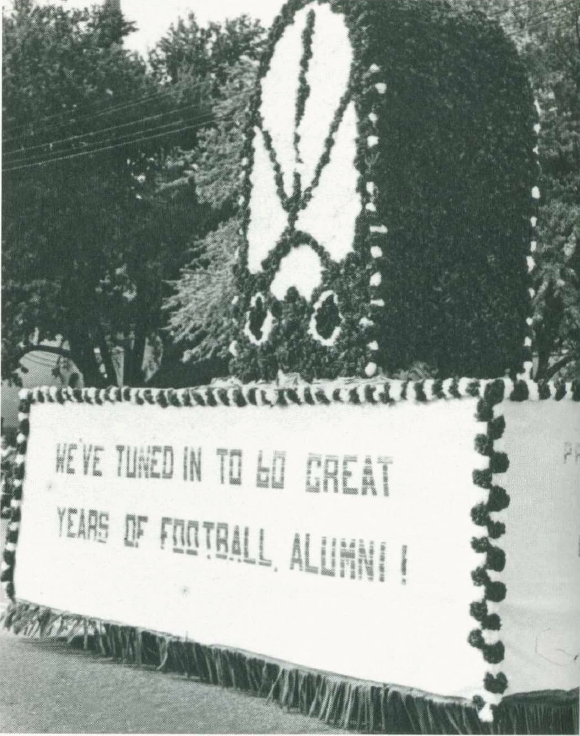 WE'VE TUNED IN TO 60 GREAT
YEARS OF FOOTBALL, ALUMNI!